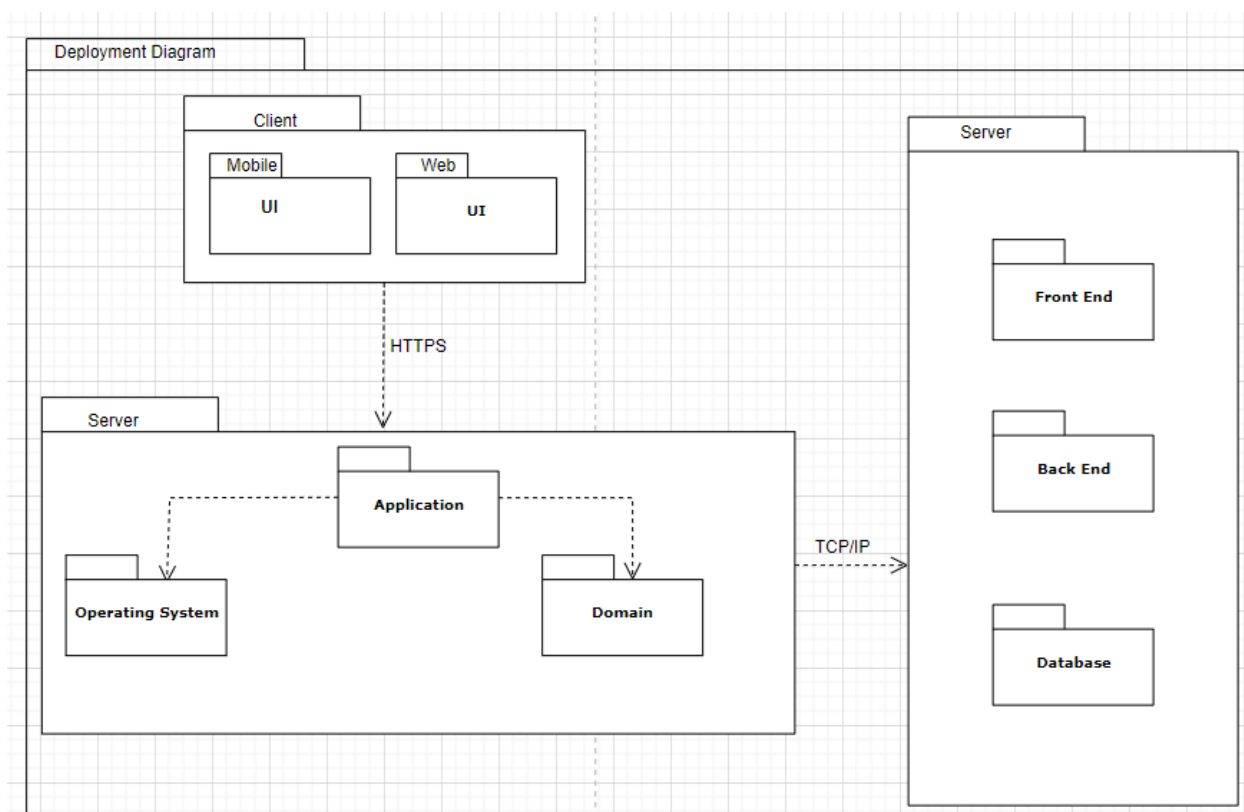 Deployment Diagram
Client
Mobile
UI
Web
UI
HTTPS
Server
Application
Operating System
Domain
TCP/IP
Server
Front End
Back End
Database